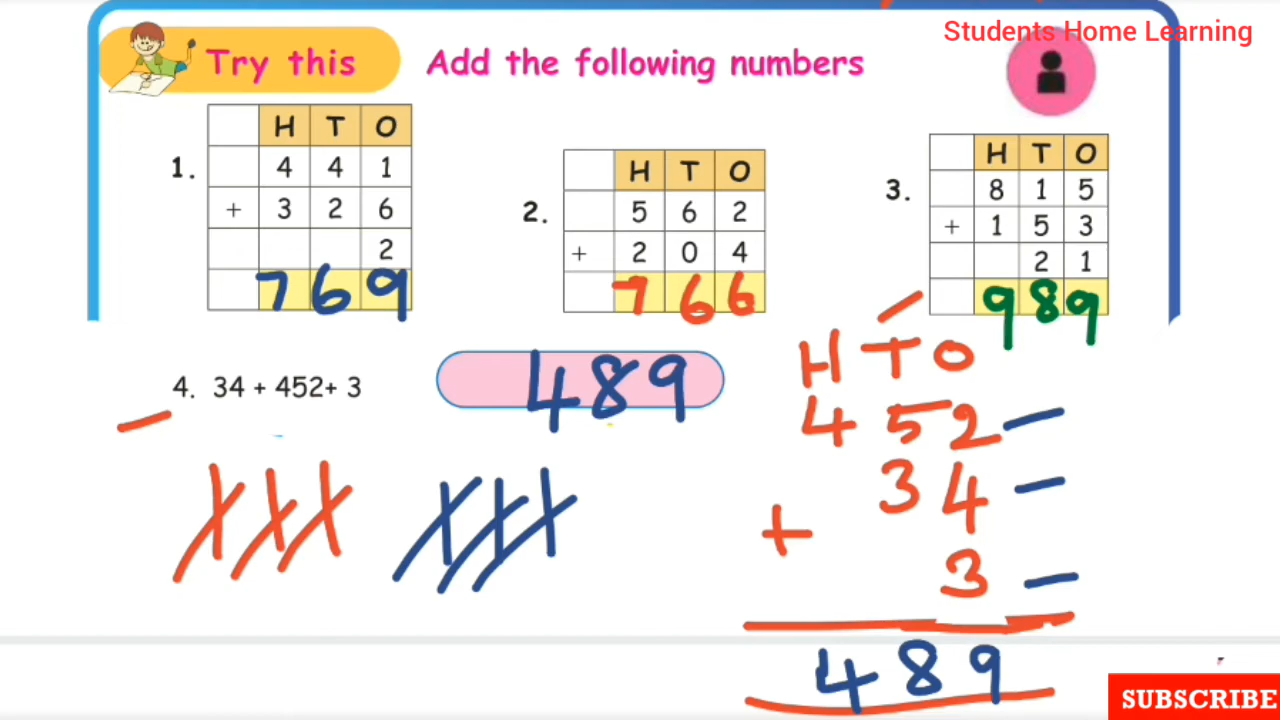 Students Home Learning
Try this Add the following numbers
1.
H T O
4 4 1
+ 3 2 6
2
7 6 9
2.
H T O
5 6 2
+ 2 0 4
7 6 6
3.
H T O
8 1 5
+ 1 5 3
2 1
9 8 9
4. 34 + 452+ 3
489
H T O
4 5 2
3 4
+ 3
4 8 9
SUBSCRIBE